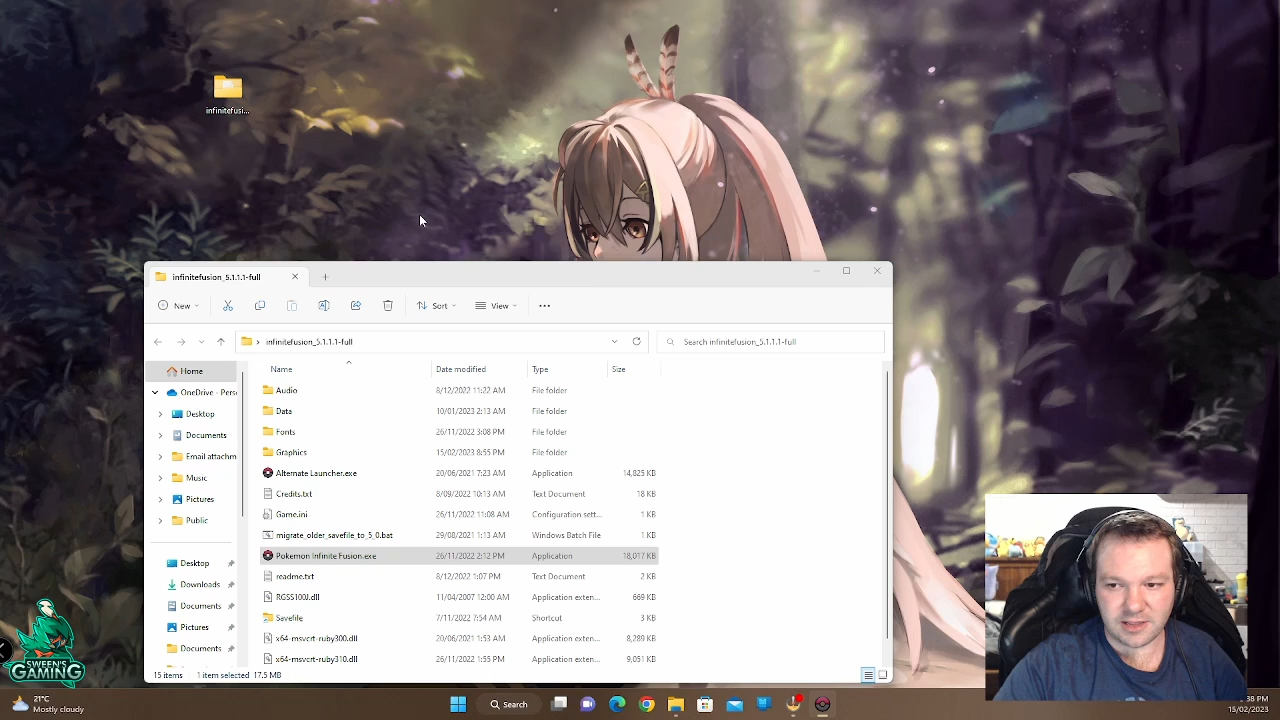 infinitefusi...
infinitefusion_5.1.1.1-full
New
Sort
View
infinitefusion_5.1.1.1-full
Search infinitefusion_5.1.1.1-full
Name Date modified Type Size
Home
OneDrive - Pers
Desktop
Documents
Email attachm
Music
Pictures
Public
Desktop
Downloads
Documents
Pictures
Documents
Audio 8/12/2022 11:22 AM File folder
Data 10/01/2023 2:13 AM File folder
Fonts 26/11/2022 3:08 PM File folder
Graphics 15/02/2023 8:55 PM File folder
Alternate Launcher.exe 20/06/2021 7:23 AM Application 14,825 KB
Credits.txt 8/09/2022 10:13 AM Text Document 18 KB
Game.ini 26/11/2022 11:08 AM Configuration sett... 1 KB
migrate_older_savefile_to_5_0.bat 29/08/2021 1:13 AM Windows Batch File 1 KB
Pokemon Infinite Fusion.exe 26/11/2022 2:12 PM Application 18,017 KB
readme.txt 8/12/2022 1:07 PM Text Document 2 KB
RGSS100J.dll 11/04/2007 12:00 AM Application exten... 669 KB
Savefile 7/11/2022 7:54 AM Shortcut 3 KB
x64-msvcrt-ruby300.dll 20/06/2021 1:53 AM Application exten... 8,289 KB
x64-msvcrt-ruby310.dll 26/11/2022 1:55 PM Application exten... 9,051 KB
15 items 1 item selected 17.5 MB
SWEEN'S
GAMING
21°C
Mostly cloudy
Search
38 PM
15/02/2023